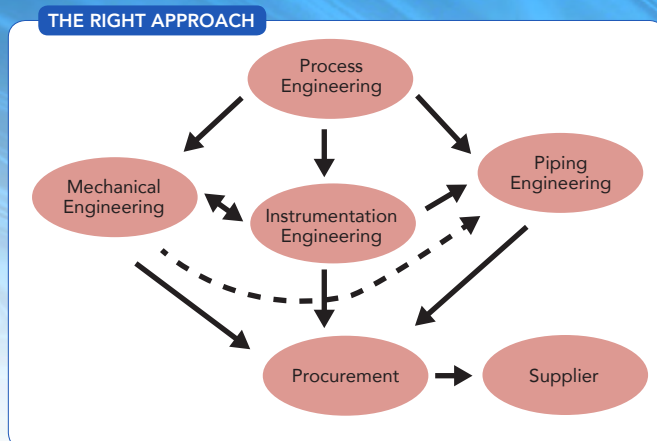 THE RIGHT APPROACH
Process
Engineering
Mechanical
Engineering
Instrumentation
Engineering
Piping
Engineering
Procurement
Supplier